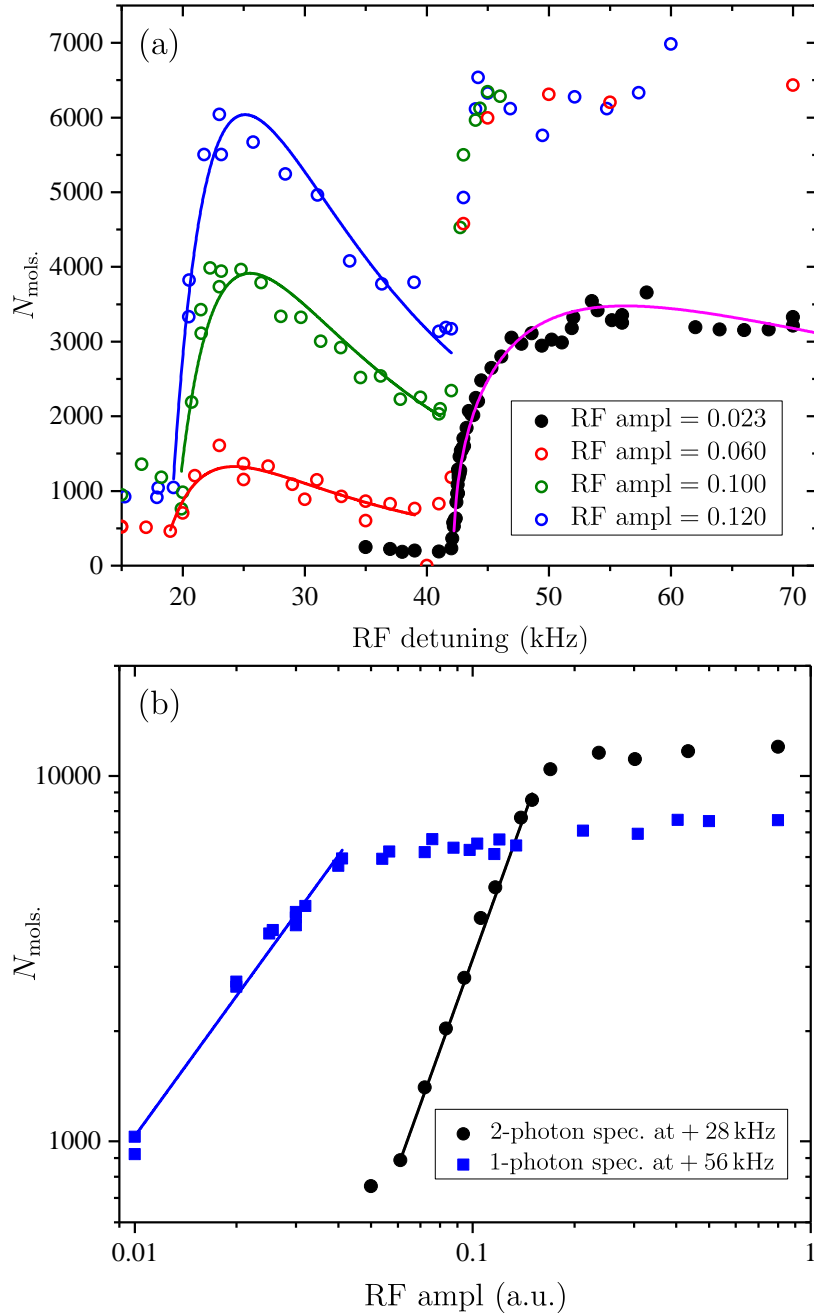 (a)
7000
6000
5000
4000
3000
2000
1000
0
N mols.
RF ampl = 0.023
RF ampl = 0.060
RF ampl = 0.100
RF ampl = 0.120
20 30 40 50 60 70
RF detuning (kHz)
(b)
10000
1000
N mols.
2-photon spec. at + 28 kHz
1-photon spec. at + 56 kHz
0.01 0.1 1
RF ampl (a.u.)